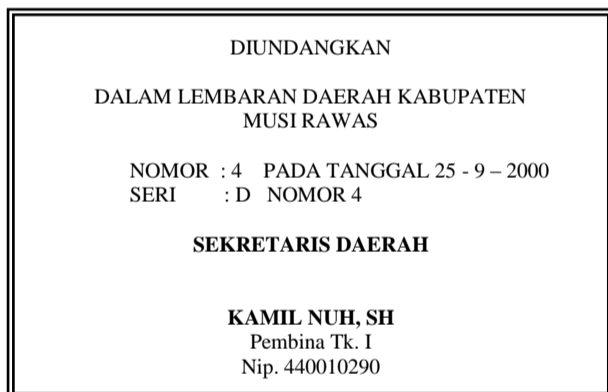 DIUNDANGKAN
DALAM LEMBARAN DAERAH KABUPATEN
MUSI RAWAS
NOMOR : 4 PADA TANGGAL 25 - 9 – 2000
SERI : D NOMOR 4
SEKRETARIS DAERAH
KAMIL NUH, SH
Pembina Tk. I
Nip. 440010290